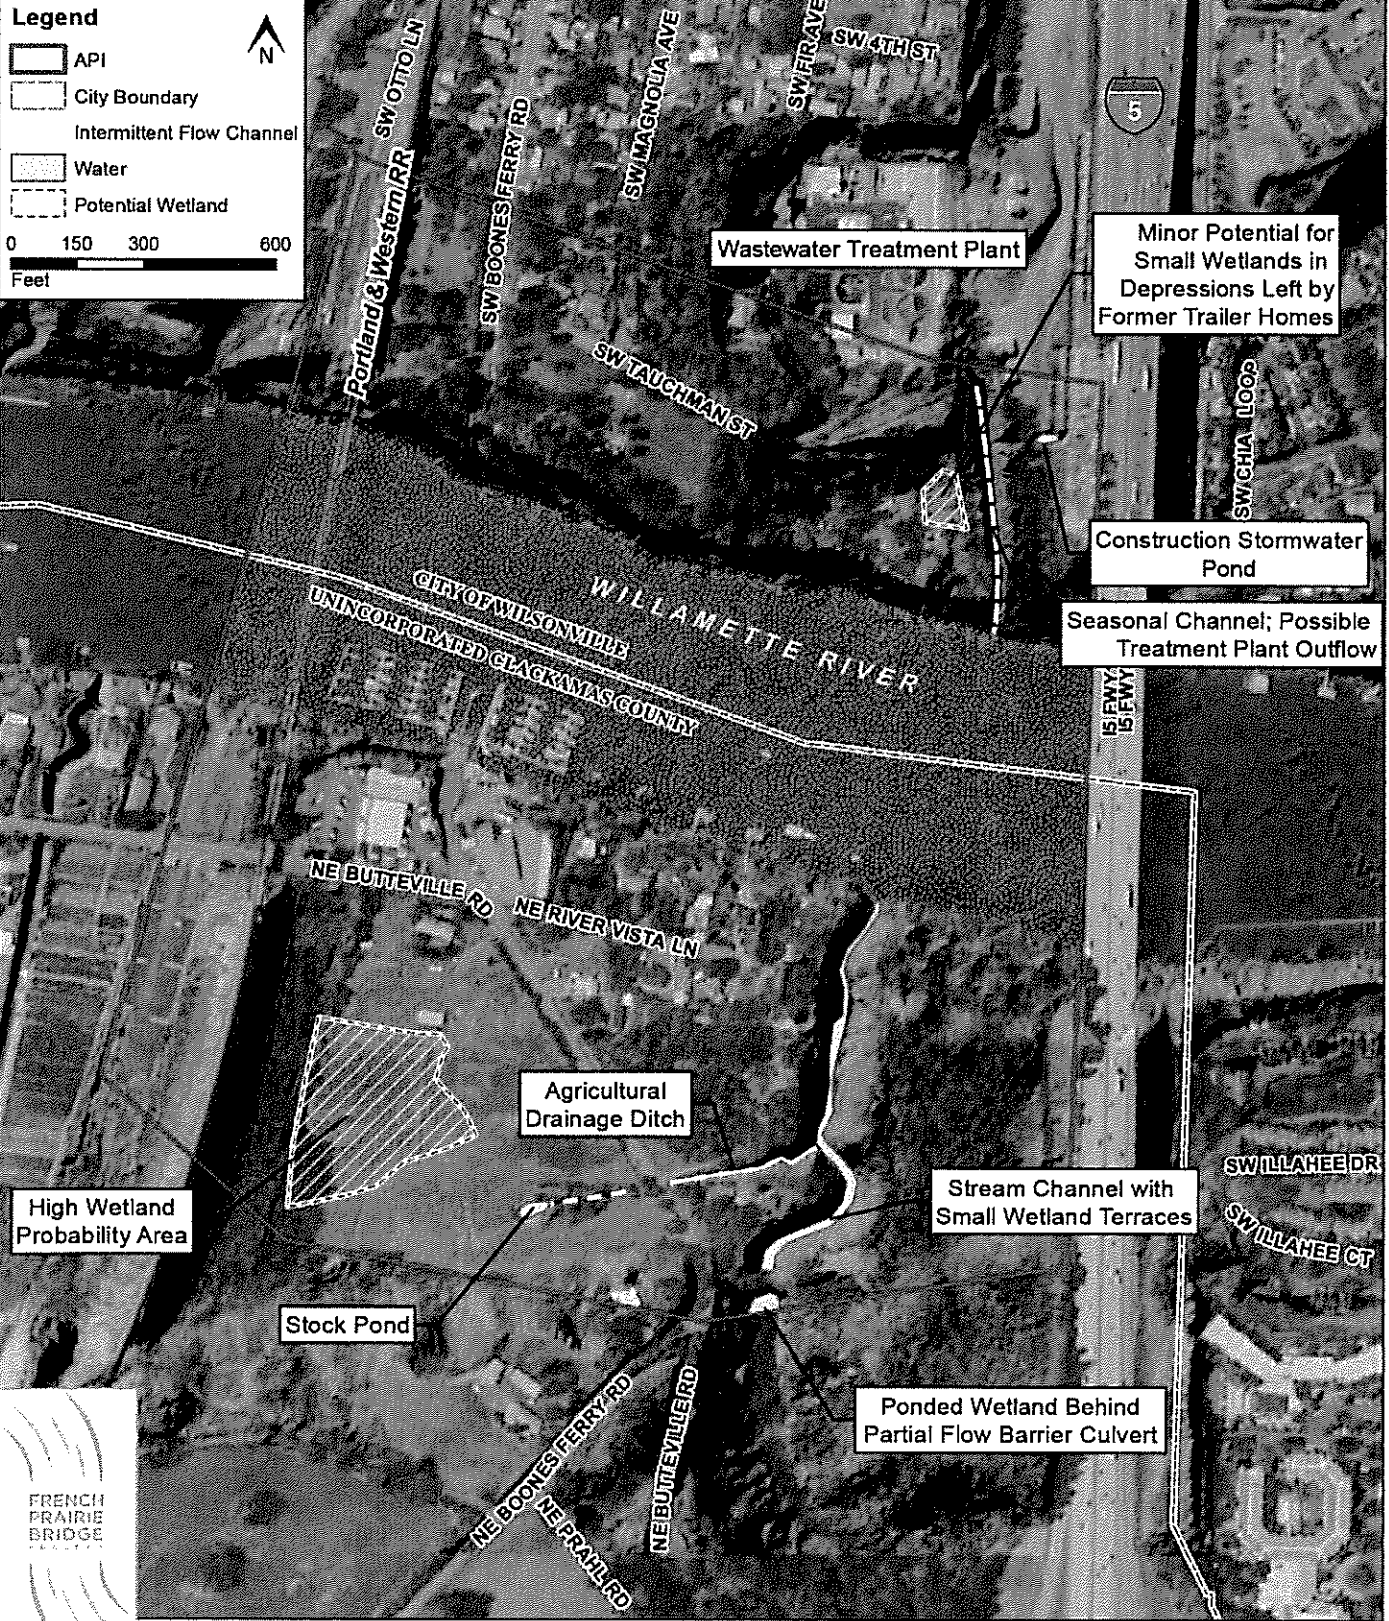 Legend
N
API
City Boundary
Intermittent Flow Channel
Water
Potential Wetland
0 150 300 600
Feet
SW OTTO LN
Portland & Western RR
SW BOONES FERRY RD
SW MAGNOLIA AVE
SW FIR AVE
SW 4TH ST
5
Wastewater Treatment Plant
Minor Potential for
Small Wetlands in
Depressions Left by
Former Trailer Homes
SW TAUCHMAN ST
SW CHIA LOOP
Construction Stormwater
Pond
Seasonal Channel; Possible
Treatment Plant Outflow
CITY OF WILSONVILLE
UNINCORPORATED CLACKAMAS COUNTY
WILLAMETTE RIVER
I5 FWY
I5 FWY
NE BUTTEVILLE RD
NE RIVER VISTA LN
Agricultural
Drainage Ditch
High Wetland
Probability Area
Stream Channel with
Small Wetland Terraces
SW ILLAHEE DR
SW ILLAHEE CT
Stock Pond
Ponded Wetland Behind
Partial Flow Barrier Culvert
NE BOONES FERRY RD
NE BUTTEVILLE RD
NE PRAHL RD
FRENCH
PRAIRIE
BRIDGE